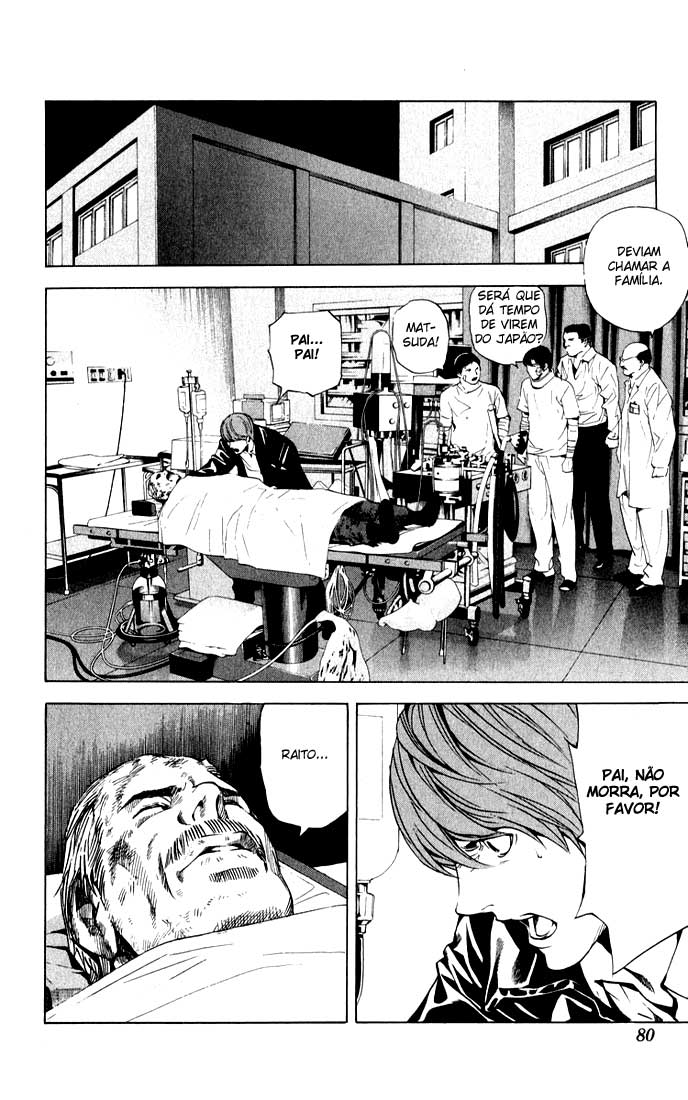 DEVIAM
CHAMAR A
FAMÍLIA.
SERÁ QUE
DÁ TEMPO
DE VIREM
DO JAPÃO?
MAT-
SUDA!
PAI...
PAI!
PAI, NÃO
MORRA, POR
FAVOR!
RAITO...
80